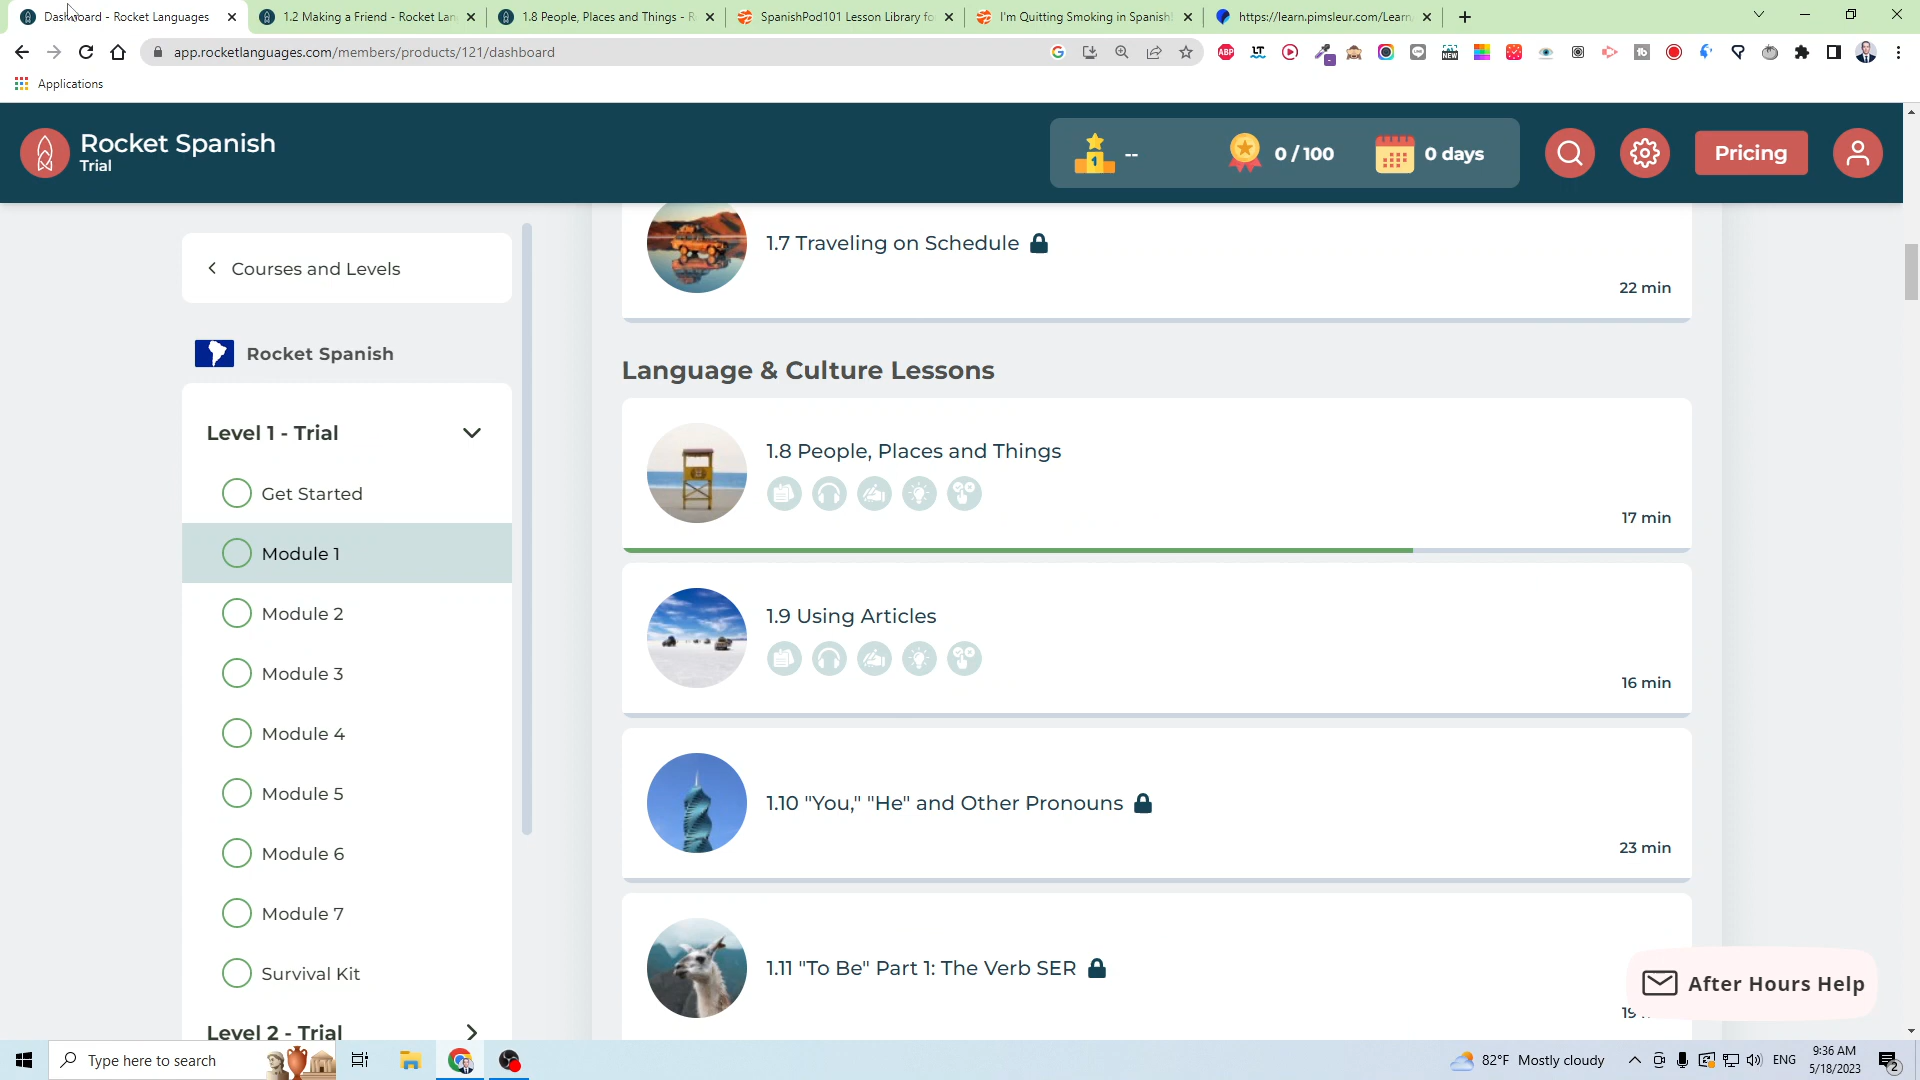 Dashboard - Rocket Languages
1.2 Making a Friend - Rocket Lan
1.8 People, Places and Things - R
SpanishPod101 Lesson Library fo
I'm Quitting Smoking in Spanish
https://learn.pimsleur.com/Learn
app.rocketlanguages.com/members/products/121/dashboard
Applications
Rocket Spanish
Trial
--
0 / 100
0 days
Pricing
Courses and Levels
Rocket Spanish
Level 1 - Trial
Get Started
Module 1
Module 2
Module 3
Module 4
Module 5
Module 6
Module 7
Survival Kit
Level 2 - Trial
1.7 Traveling on Schedule
22 min
Language & Culture Lessons
1.8 People, Places and Things
17 min
1.9 Using Articles
16 min
1.10 "You," "He" and Other Pronouns
23 min
1.11 "To Be" Part 1: The Verb SER
After Hours Help
Type here to search
82°F Mostly cloudy
ENG
9:36 AM
5/18/2023
2